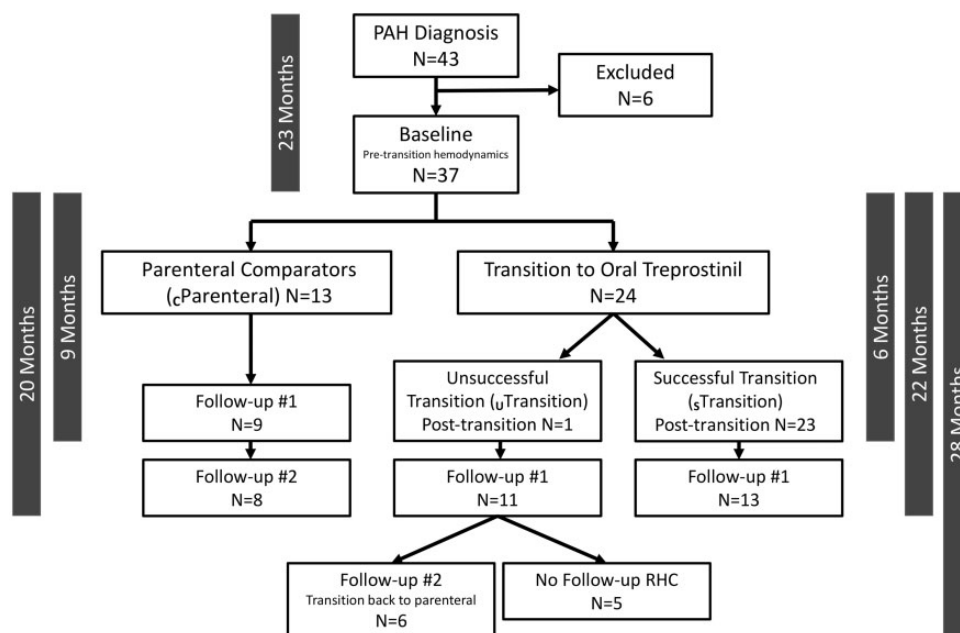 PAH Diagnosis
N=43
Excluded
N=6
23 Months
Baseline
Pre-transition hemodynamics
N=37
20 Months
9 Months
Parenteral Comparators
(CParenteral) N=13
Transition to Oral Treprostinil
N=24
6 Months
22 Months
28 Months
Follow-up #1
N=9
Unsuccessful
Transition (UTransition)
Post-transition N=1
Successful Transition
(STransition)
Post-transition N=23
Follow-up #2
N=8
Follow-up #1
N=11
Follow-up #1
N=13
Follow-up #2
Transition back to parenteral
N=6
No Follow-up RHC
N=5